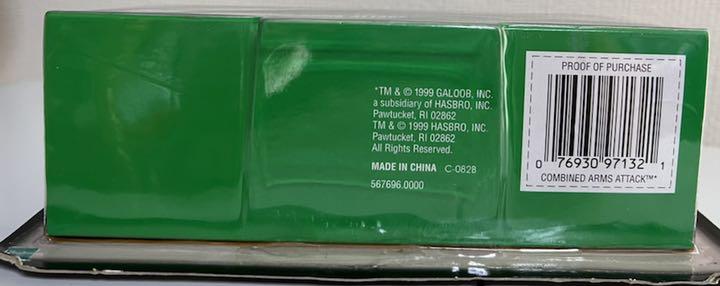 *TM & © 1999 GALOOB, INC.
a subsidiary of HASBRO, INC.
Pawtucket, RI 02862
TM & © 1999 HASBRO, INC.
Pawtucket, RI 02862
All Rights Reserved.
MADE IN CHINA C-082B
567696.0000
PROOF OF PURCHASE
0 76930 97132 1
COMBINED ARMS ATTACK™*